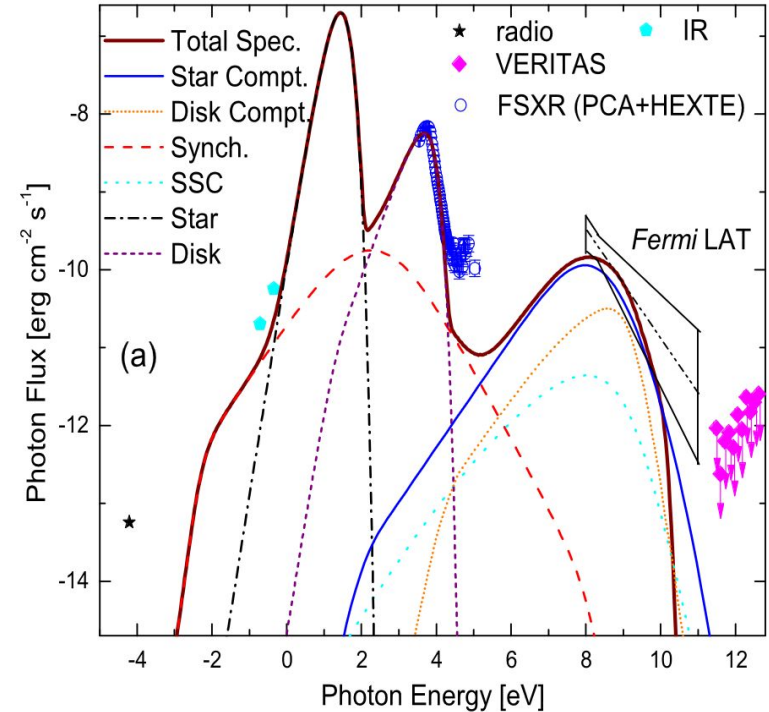 Total Spec.
Star Compt.
Disk Compt.
Synch.
SSC
Star
Disk
radio
IR
VERITAS
FSXR (PCA+HEXTE)
Fermi LAT
(a)
Photon Flux [erg cm⁻² s⁻¹]
-8
-10
-12
-14
-4 -2 0 2 4 6 8 10 12
Photon Energy [eV]